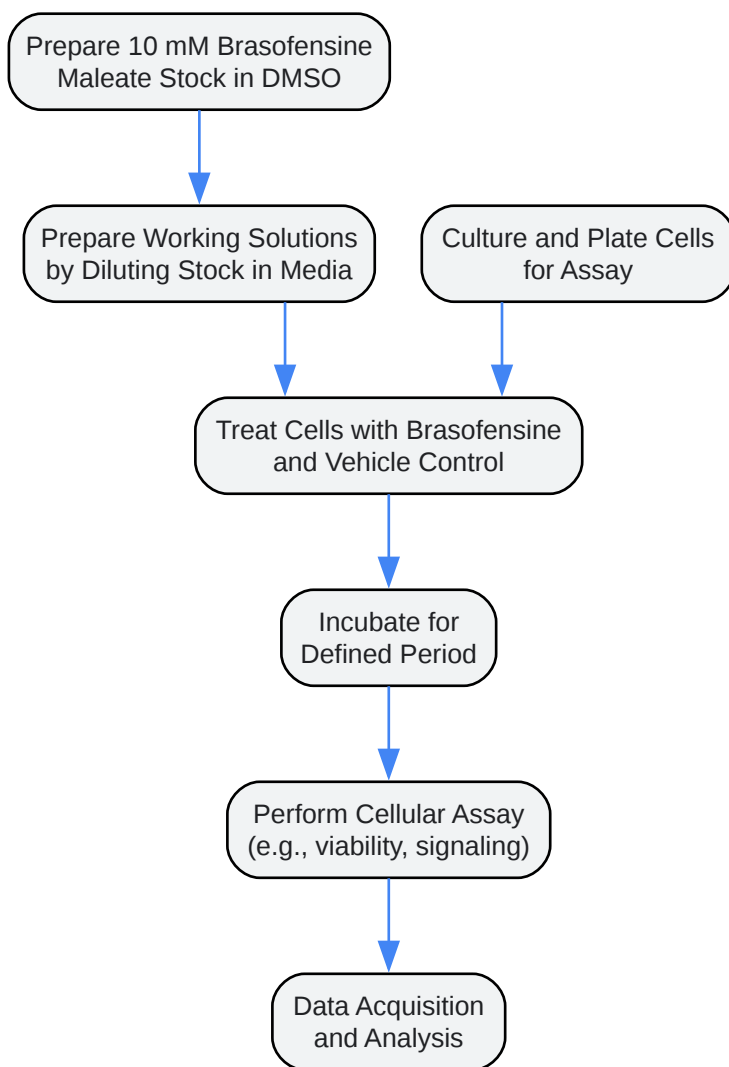 Prepare 10 mM Brasofensine
Maleate Stock in DMSO
Prepare Working Solutions
by Diluting Stock in Media
Culture and Plate Cells
for Assay
Treat Cells with Brasofensine
and Vehicle Control
Incubate for
Defined Period
Perform Cellular Assay
(e.g., viability, signaling)
Data Acquisition
and Analysis